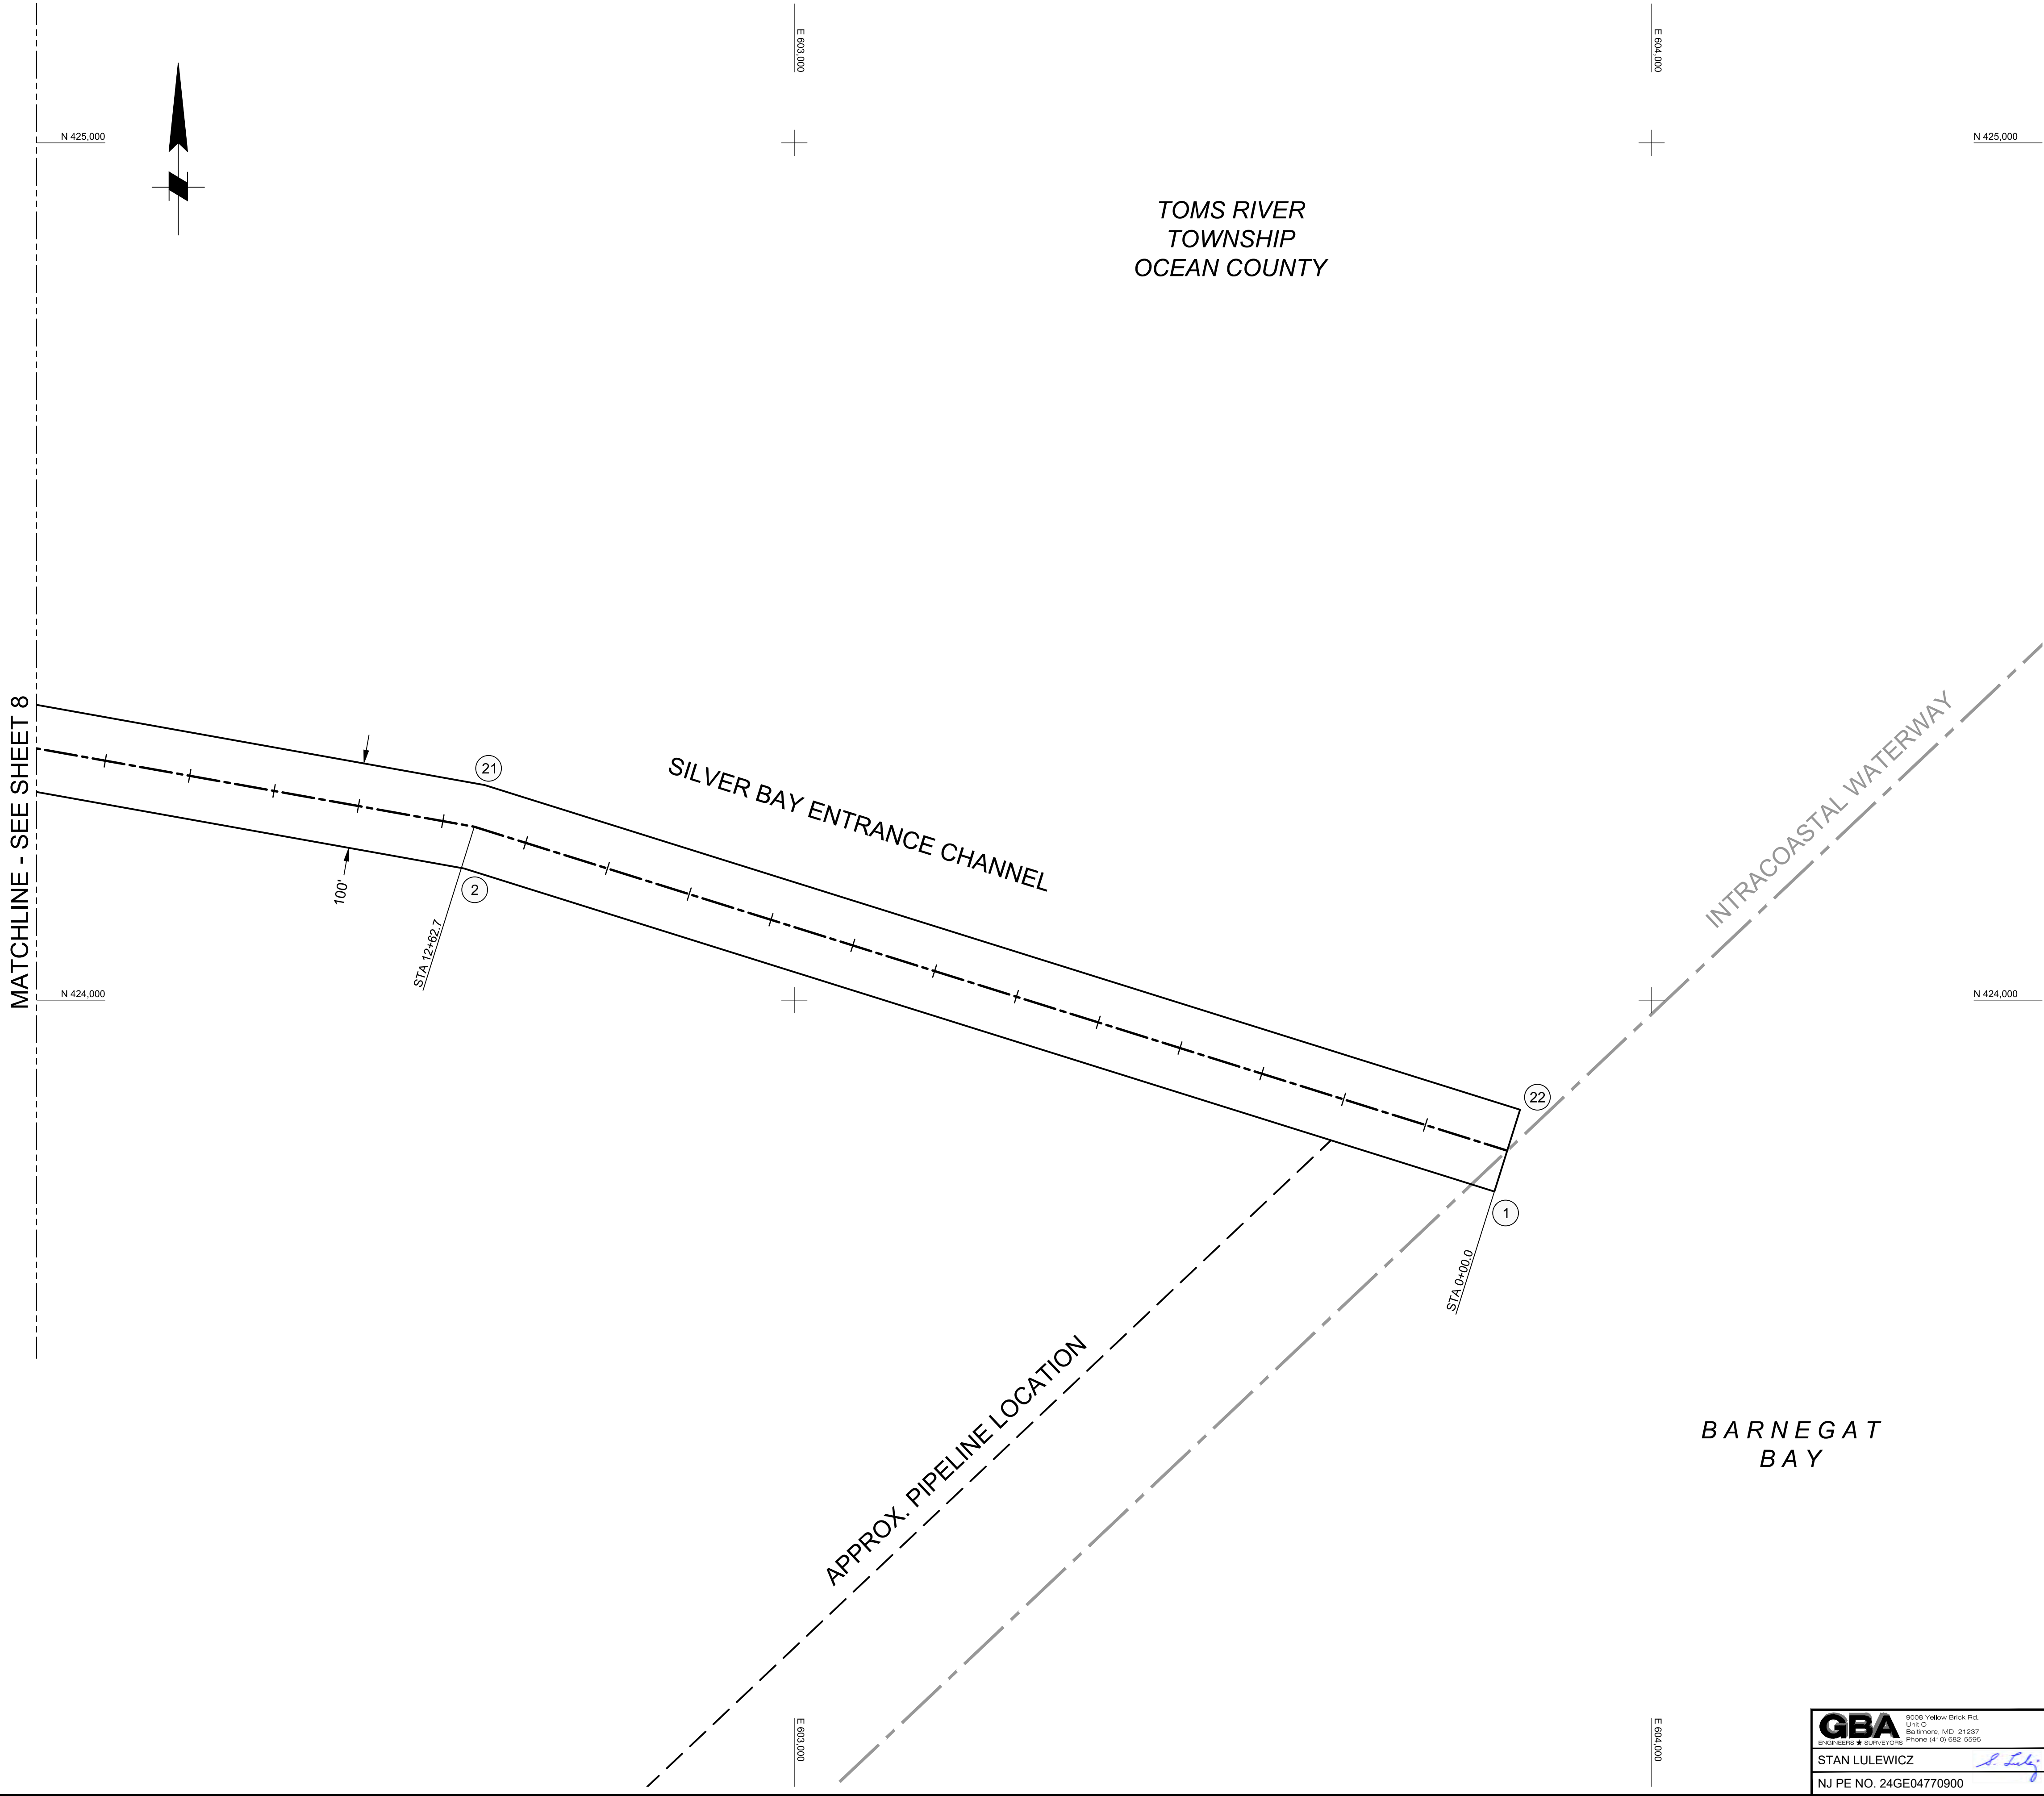 E 603,000
E 604,000
N 425,000
N 425,000
TOMS RIVER
TOWNSHIP
OCEAN COUNTY
MATCHLINE - SEE SHEET 8
21
SILVER BAY ENTRANCE CHANNEL
INTRACOASTAL WATERWAY
100'
2
STA 12+62.7
N 424,000
N 424,000
22
1
STA 0+00.0
APPROX. PIPELINE LOCATION
BARNEGAT
BAY
E 603,000
E 604,000
GBA
ENGINEERS ★ SURVEYORS
9008 Yellow Brick Rd.
Unit O
Baltimore, MD 21237
Phone (410) 682-5595
STAN LULEWICZ
NJ PE NO. 24GE04770900